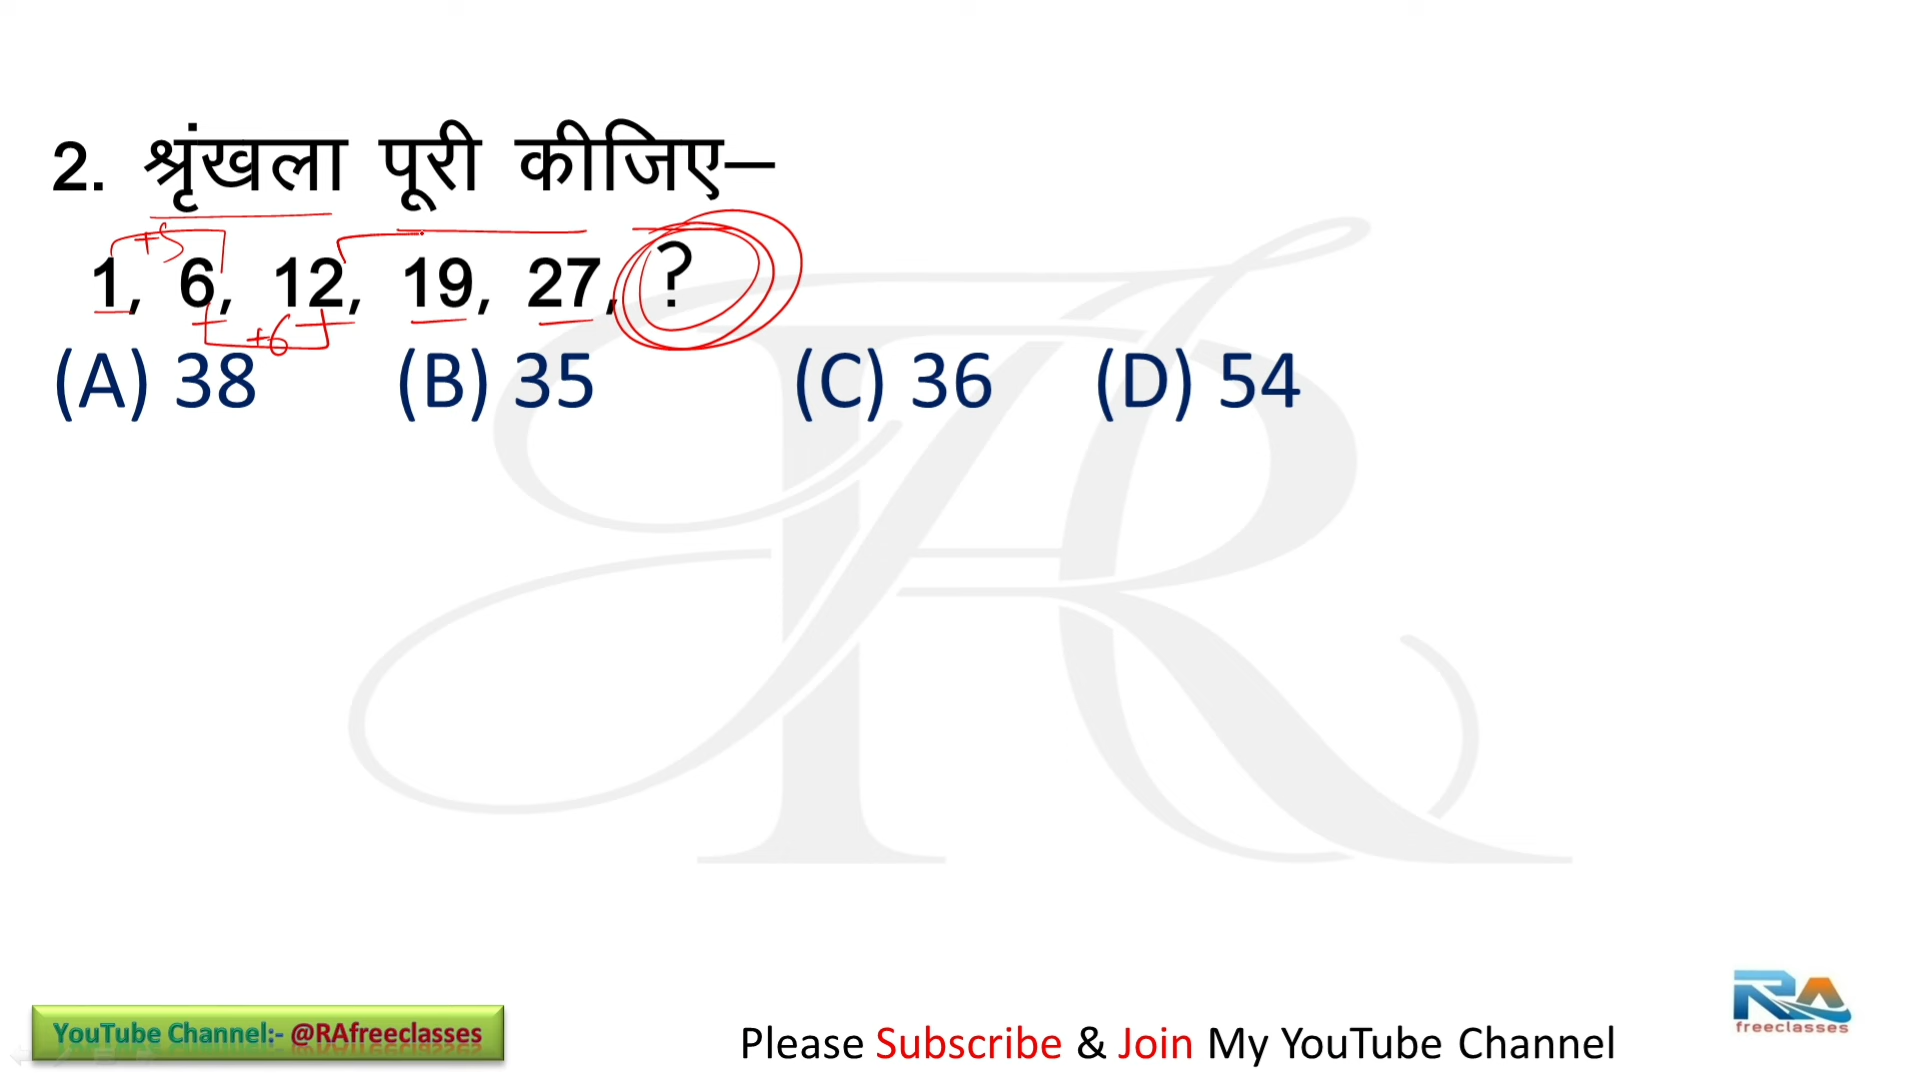 2. श्रृंखला पूरी कीजिए–
+5
1, 6, 12, 19, 27, ?
+6
(A) 38 (B) 35 (C) 36 (D) 54
YouTube Channel:- @RAfreeclasses
Please Subscribe & Join My YouTube Channel
RA
freeclasses